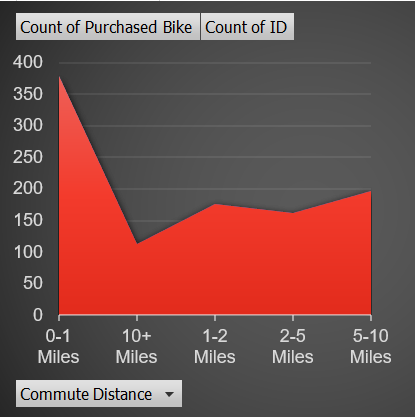 Count of Purchased Bike Count of ID
400
350
300
250
200
150
100
50
0
0-1 10+ 1-2 2-5 5-10
Miles Miles Miles Miles Miles
Commute Distance